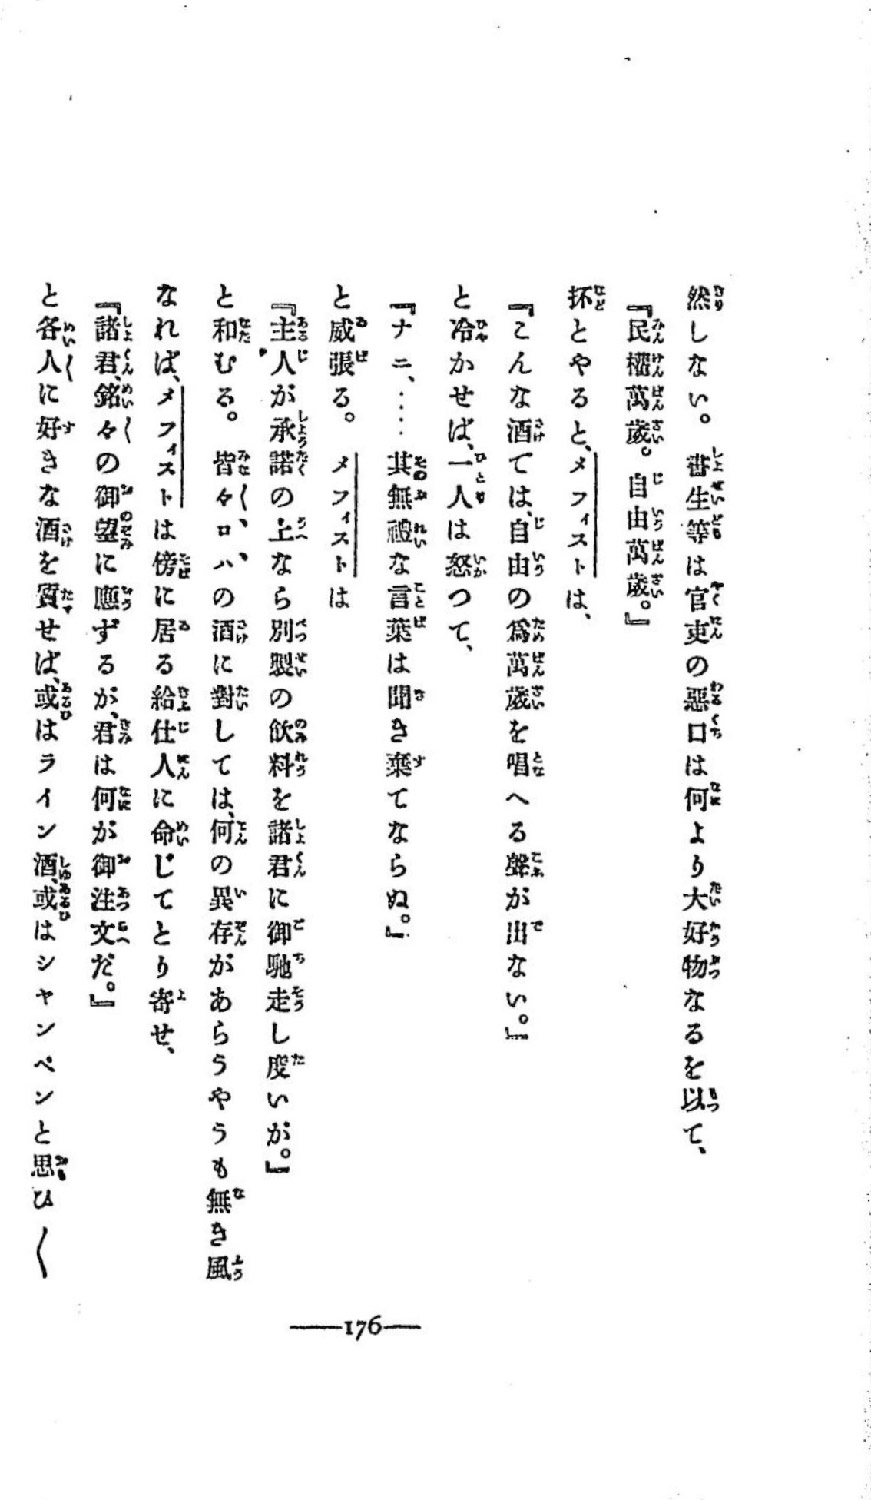 然しない。書生等は官吏の惡口は何より大好物なるを以て、
『民權萬歳。自由萬歳。』
抔とやると、メフィストは、
『こんな酒ては、自由の爲萬歳を唱へる聲が出ない。』
と冷かせば、一人は怒つて、
『ナニ、‥‥其無禮な言葉は聞き棄てならぬ。』
と威張る。メフィストは
『主人が承諾の上なら別製の飮料を諸君に御馳走し度いが。』
と和むる。皆々ロ、ハ、の酒に對しては、何の異存があらうやうも無き風
なれば、メフィストは傍に居る給仕人に命じてとり寄せ、
『諸君、銘々の御望に應ずるが、君は何が御注文だ。』
と各人に好きな酒を質せば、或はライン酒、或はシャンペンと思ひ〱
176